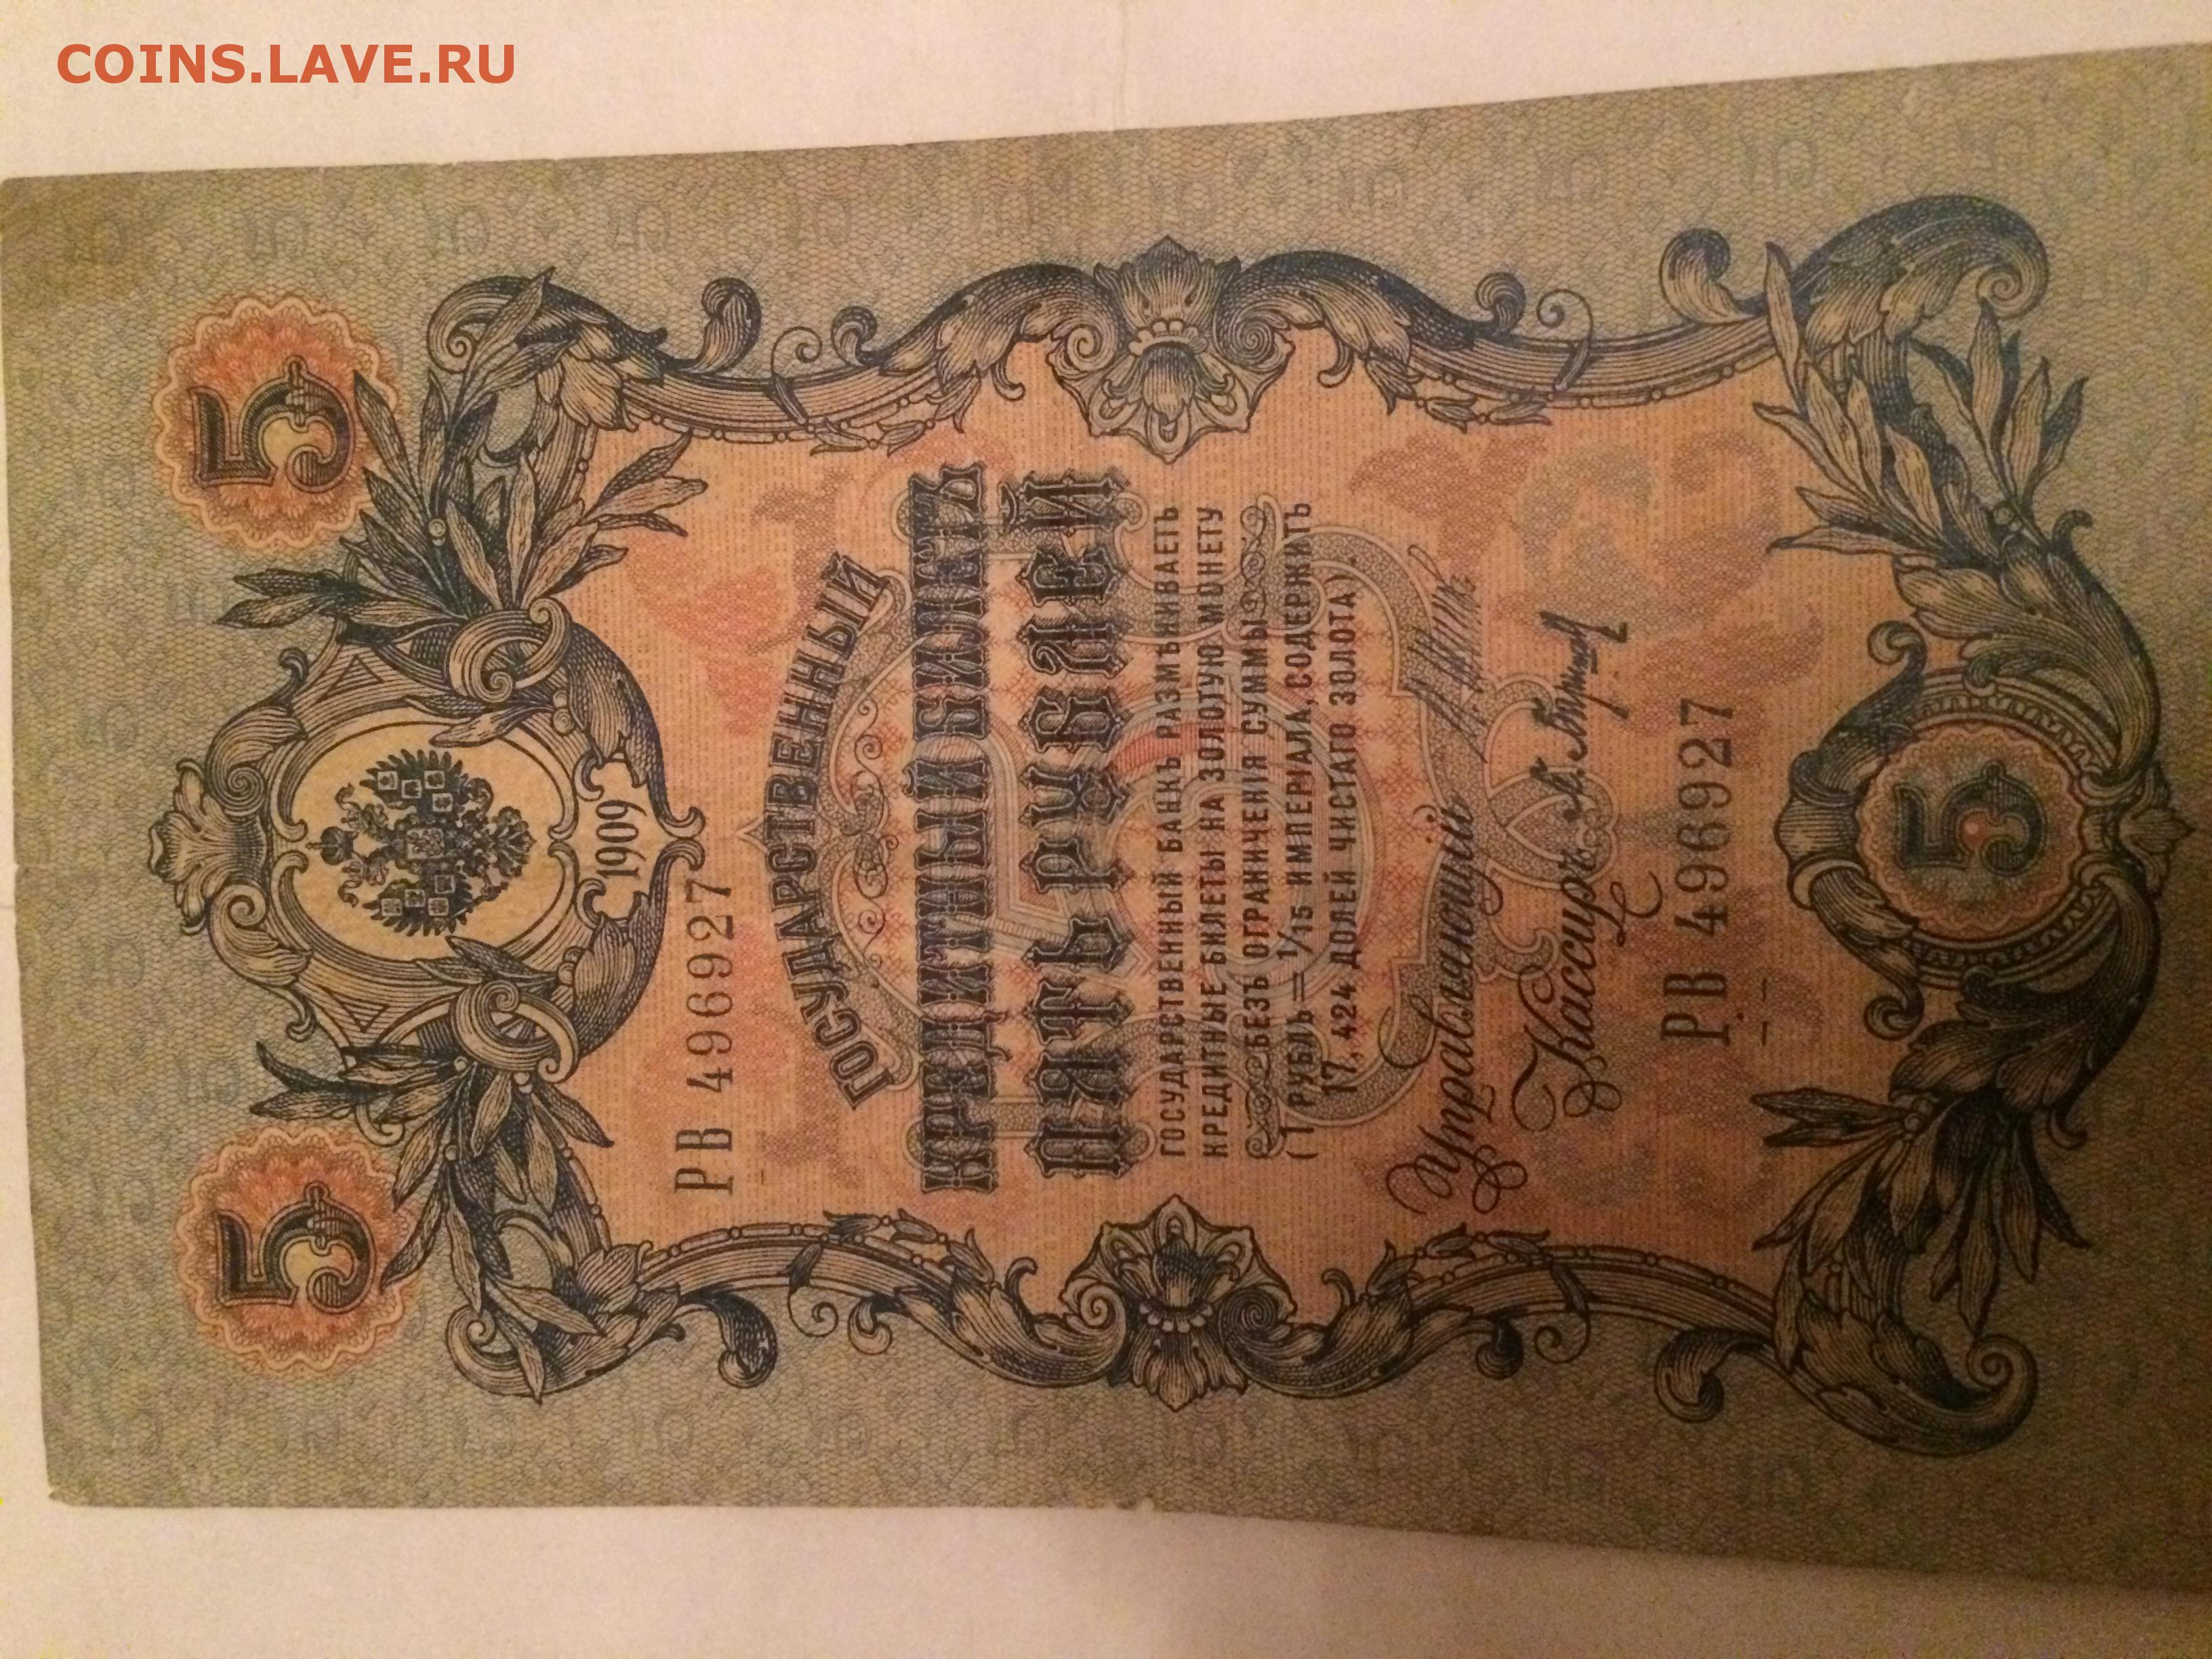 COINS.LAVE.RU
5
5
1909
РВ 496927
ГОСУДАРСТВЕННЫЙ
КРЕДИТНЫЙ БИЛЕТЪ
ПЯТЬ РУБЛЕЙ
ГОСУДАРСТВЕННЫЙ БАНКЪ РАЗМѢНИВАЕТЪ
КРЕДИТНЫЕ БИЛЕТЫ НА ЗОЛОТУЮ МОНЕТУ
БЕЗЪ ОГРАНИЧЕНІЯ СУММЫ
(1 РУБЛЬ = 1/15 ИМПЕРІАЛА, СОДЕРЖИТЪ
17,424 ДОЛЕЙ ЧИСТАГО ЗОЛОТА)
Управляющій
Кассиръ
РВ 496927
5